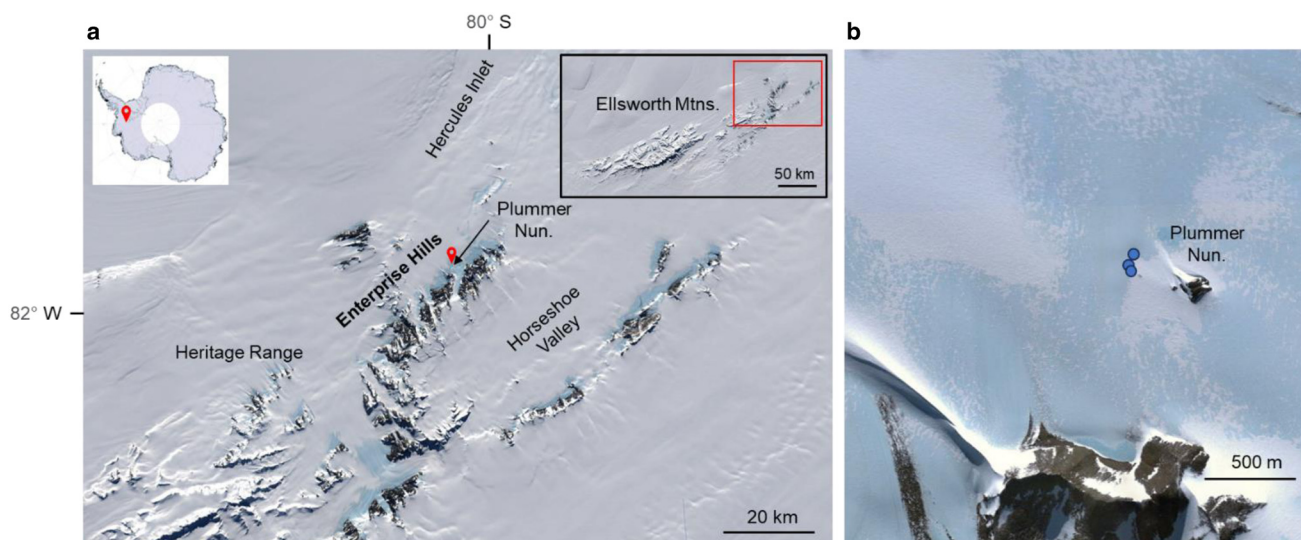 a
80° S
b
Hercules Inlet
Ellsworth Mtns.
50 km
Plummer
Nun.
Enterprise Hills
82° W
Horseshoe
Valley
Heritage Range
20 km
Plummer
Nun.
500 m